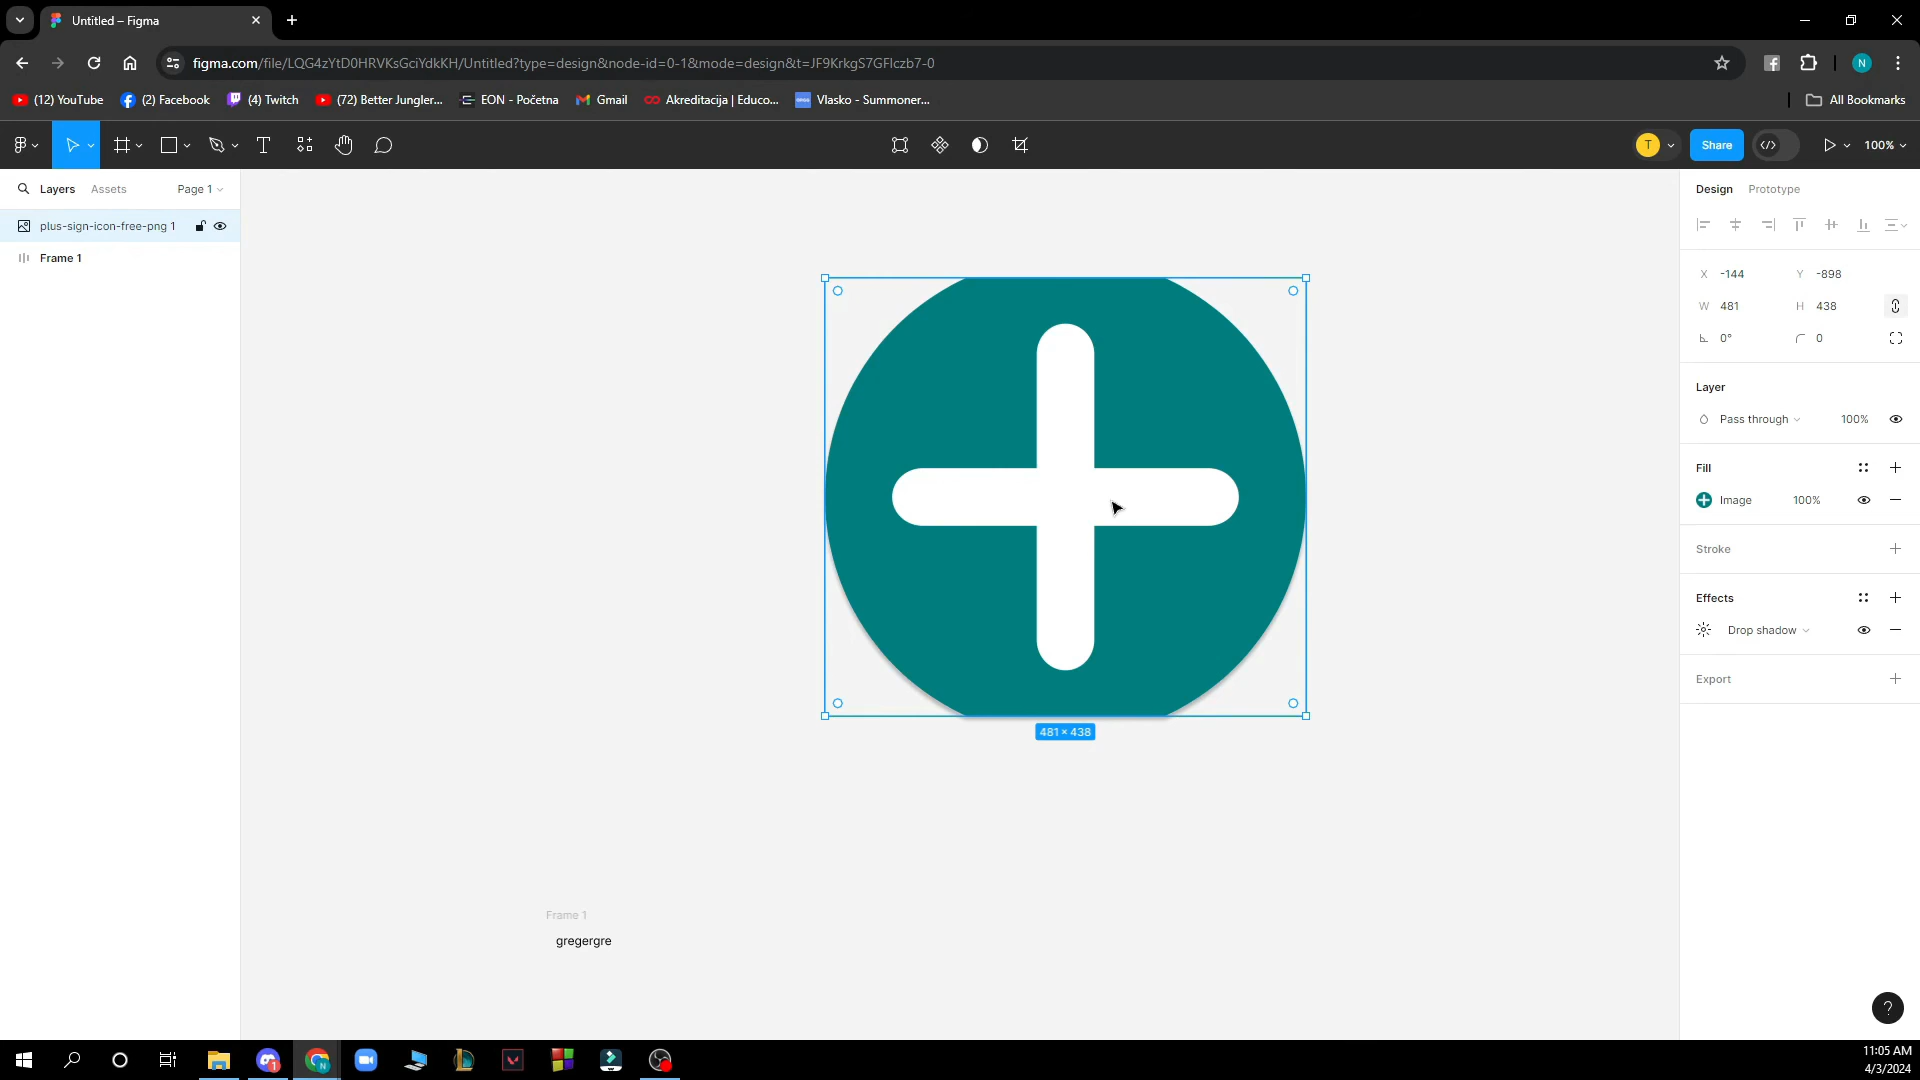 Untitled – Figma
figma.com/file/LQG4zYtD0HRVKsGciYdkKH/Untitled?type=design&node-id=0-1&mode=design&t=JF9KrkgS7GFlczb7-0
(12) YouTube
(2) Facebook
(4) Twitch
(72) Better Jungler...
EON - Početna
Gmail
Akreditacija | Educo...
Vlasko - Summoner...
All Bookmarks
N
T
Share
100%
Layers
Assets
Page 1
plus-sign-icon-free-png 1
Frame 1
Design
Prototype
X -144
Y -898
W 481
H 438
0°
0
Layer
Pass through
100%
Fill
Image
100%
Stroke
Effects
Drop shadow
Export
481 × 438
Frame 1
gregergre
?
11:05 AM
4/3/2024